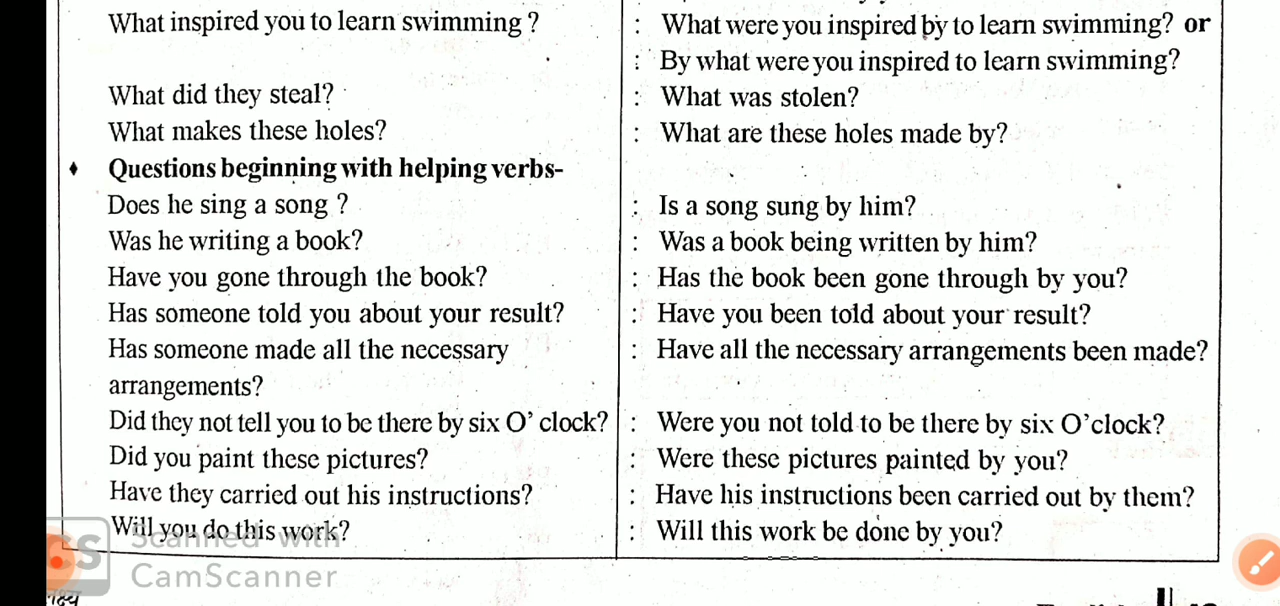 What inspired you to learn swimming ? : What were you inspired by to learn swimming? or
: By what were you inspired to learn swimming?
What did they steal? : What was stolen?
What makes these holes? : What are these holes made by?
♦ Questions beginning with helping verbs-
Does he sing a song ? : Is a song sung by him?
Was he writing a book? : Was a book being written by him?
Have you gone through the book? : Has the book been gone through by you?
Has someone told you about your result? : Have you been told about your result?
Has someone made all the necessary : Have all the necessary arrangements been made?
arrangements?
Did they not tell you to be there by six O' clock? : Were you not told to be there by six O'clock?
Did you paint these pictures? : Were these pictures painted by you?
Have they carried out his instructions? : Have his instructions been carried out by them?
Will you do this work? : Will this work be done by you?
CS Scanned with
CamScanner